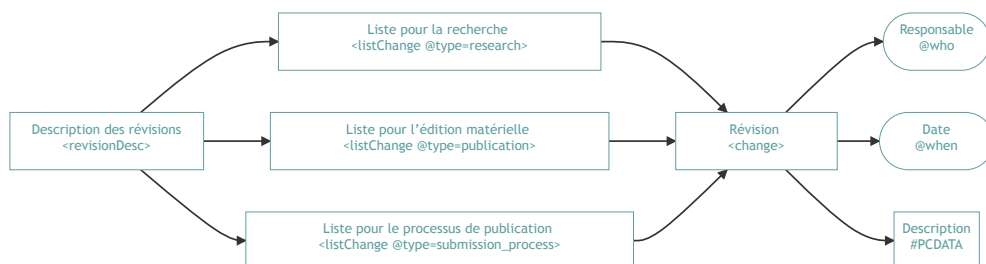 Liste pour la recherche
<listChange @type=research>
Responsable
@who
Description des révisions
<revisionDesc>
Liste pour l'édition matérielle
<listChange @type=publication>
Révision
<change>
Date
@when
Liste pour le processus de publication
<listChange @type=submission_process>
Description
#PCDATA